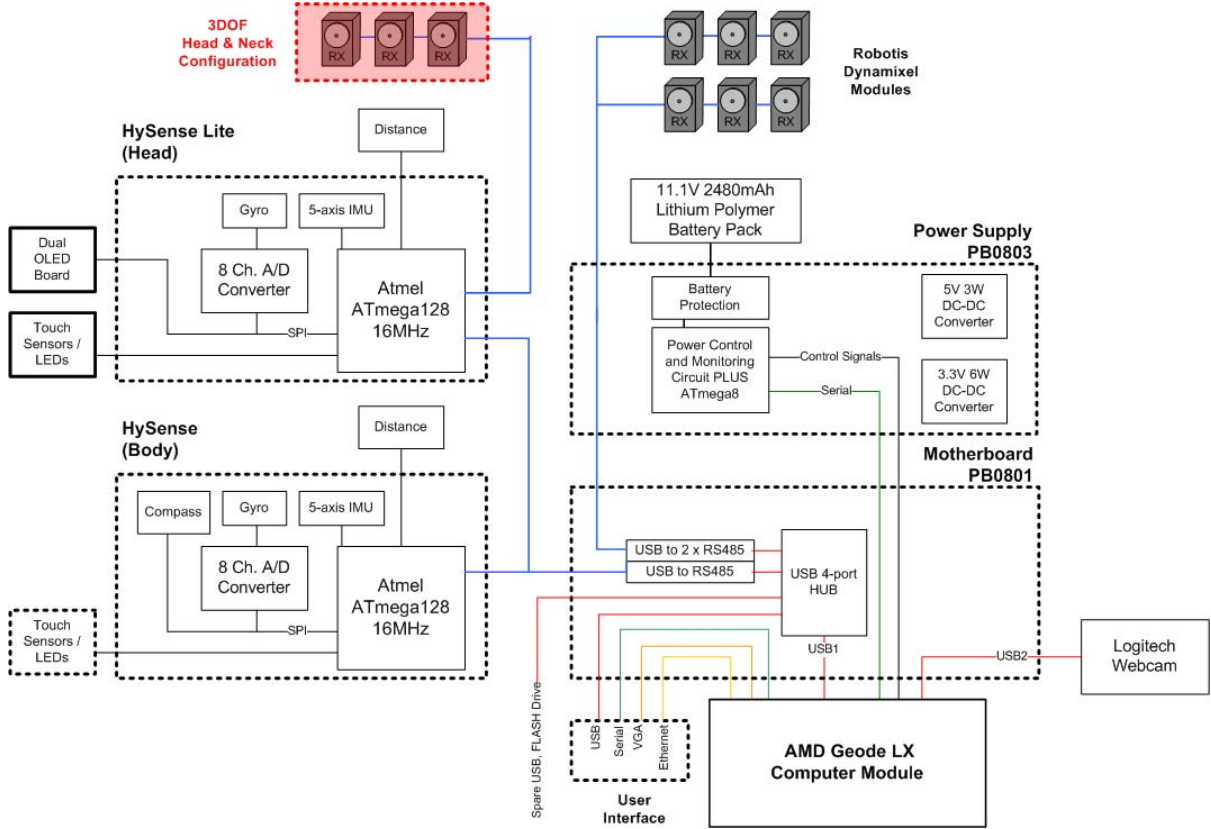 3DOF
Head & Neck
Configuration
RX
RX
RX
RX
RX
RX
RX
RX
RX
Robotis
Dynamixel
Modules
HySense Lite
(Head)
Distance
Gyro
5-axis IMU
8 Ch. A/D
Converter
Atmel
ATmega128
16MHz
SPI
Dual
OLED
Board
Touch
Sensors /
LEDs
11.1V 2480mAh
Lithium Polymer
Battery Pack
Power Supply
PB0803
Battery
Protection
Power Control
and Monitoring
Circuit PLUS
ATmega8
Control Signals
Serial
5V 3W
DC-DC
Converter
3.3V 6W
DC-DC
Converter
HySense
(Body)
Distance
Compass
Gyro
5-axis IMU
8 Ch. A/D
Converter
Atmel
ATmega128
16MHz
SPI
Touch
Sensors /
LEDs
Motherboard
PB0801
USB to 2 x RS485
USB to RS485
USB 4-port
HUB
USB1
USB2
Logitech
Webcam
Spare USB, FLASH Drive
USB
Serial
VGA
Ethernet
User
Interface
AMD Geode LX
Computer Module